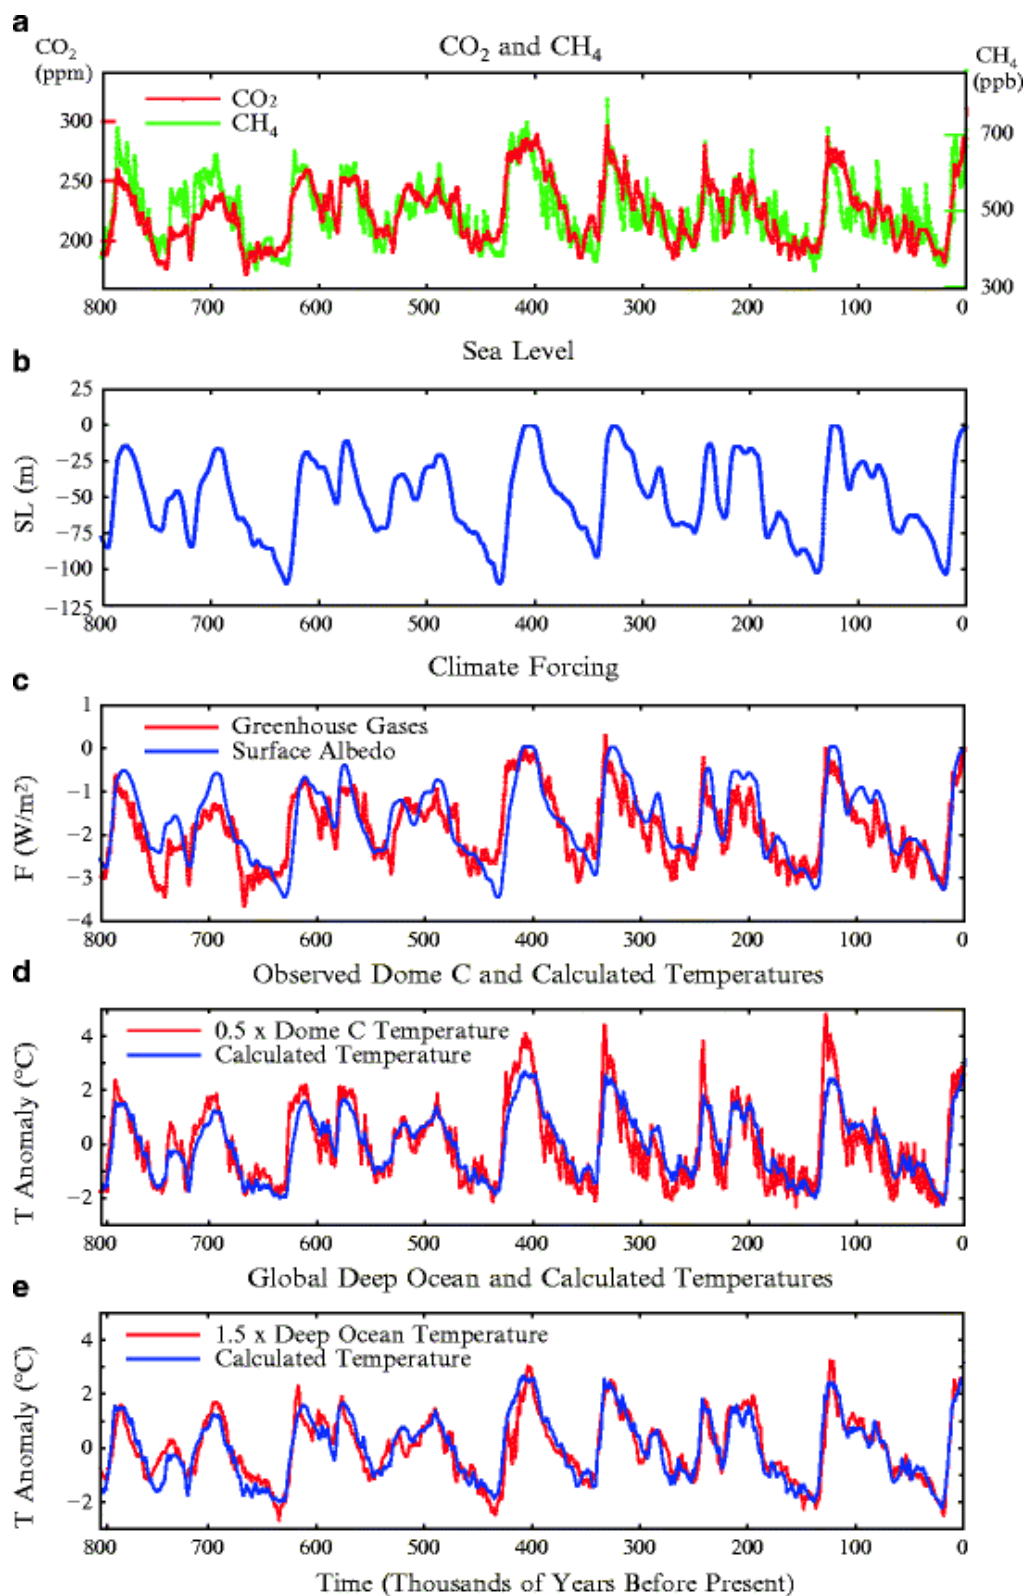 a
CO₂ and CH₄
CO₂
(ppm)
CH₄
(ppb)
CO₂
CH₄
300
250
200
700
500
300
800 700 600 500 400 300 200 100 0
b
Sea Level
SL (m)
25
0
−25
−50
−75
−100
−125
800 700 600 500 400 300 200 100 0
c
Climate Forcing
F (W/m²)
Greenhouse Gases
Surface Albedo
1
0
−1
−2
−3
−4
800 700 600 500 400 300 200 100 0
d
Observed Dome C and Calculated Temperatures
T Anomaly (°C)
0.5 x Dome C Temperature
Calculated Temperature
4
2
0
−2
800 700 600 500 400 300 200 100 0
e
Global Deep Ocean and Calculated Temperatures
T Anomaly (°C)
1.5 x Deep Ocean Temperature
Calculated Temperature
4
2
0
−2
800 700 600 500 400 300 200 100 0
Time (Thousands of Years Before Present)